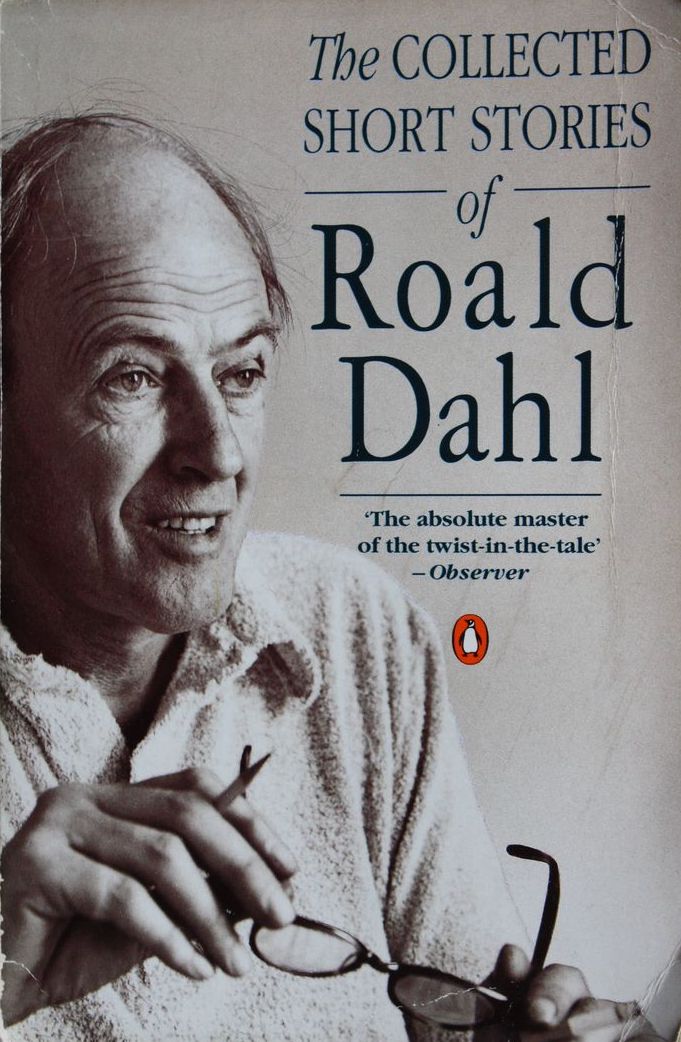 The COLLECTED
SHORT STORIES
of
Roald
Dahl
‘The absolute master
of the twist-in-the-tale’
– Observer